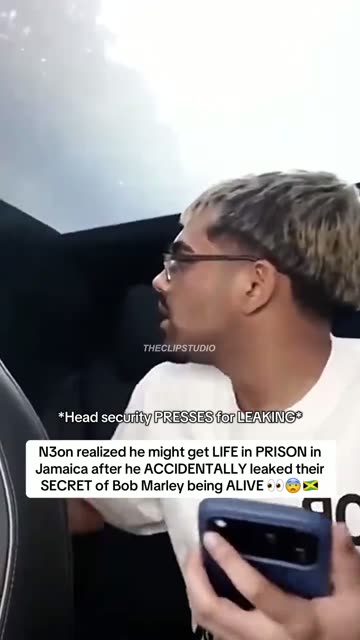 THECLIPSTUDIO
*Head security PRESSES for LEAKING*
N3on realized he might get LIFE in PRISON in
Jamaica after he ACCIDENTALLY leaked their
SECRET of Bob Marley being ALIVE 👀😨🇯🇲